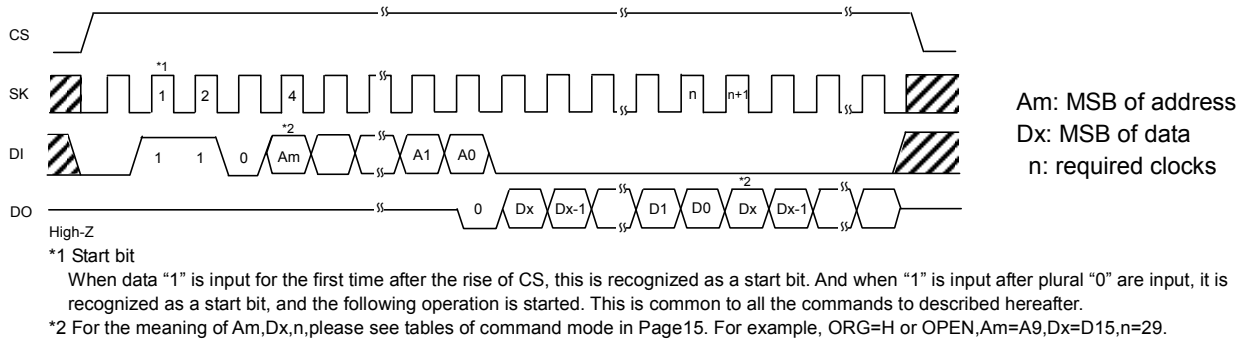 CS
*1
SK
1 2 4 n n+1
*2
DI
1 1 0 Am A1 A0
*2
DO
0 Dx Dx-1 D1 D0 Dx Dx-1
High-Z
Am: MSB of address
Dx: MSB of data
n: required clocks
*1 Start bit
When data “1” is input for the first time after the rise of CS, this is recognized as a start bit. And when “1” is input after plural “0” are input, it is
recognized as a start bit, and the following operation is started. This is common to all the commands to described hereafter.
*2 For the meaning of Am,Dx,n,please see tables of command mode in Page15. For example, ORG=H or OPEN,Am=A9,Dx=D15,n=29.